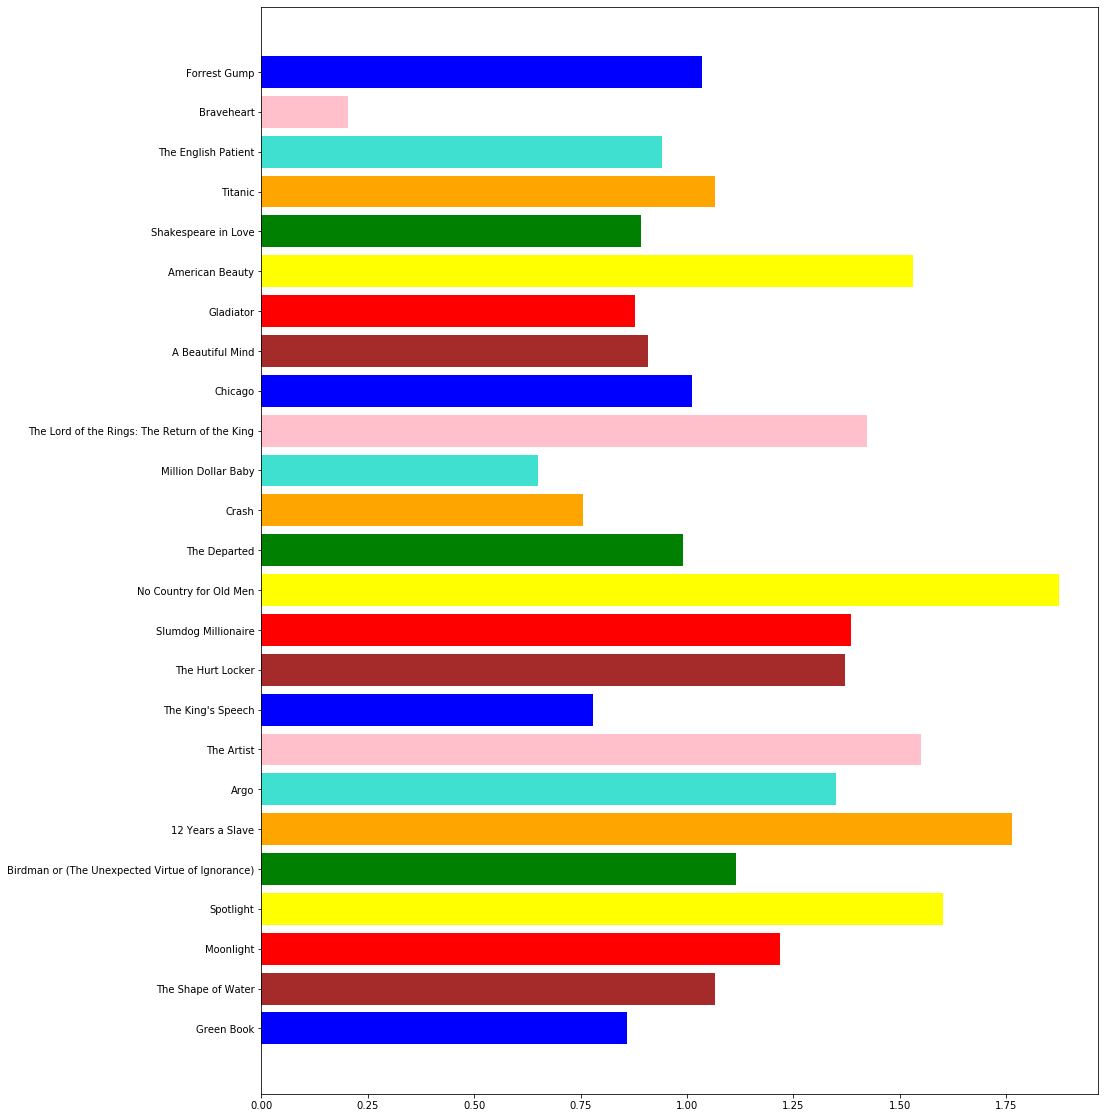 Forrest Gump
Braveheart
The English Patient
Titanic
Shakespeare in Love
American Beauty
Gladiator
A Beautiful Mind
Chicago
The Lord of the Rings: The Return of the King
Million Dollar Baby
Crash
The Departed
No Country for Old Men
Slumdog Millionaire
The Hurt Locker
The King's Speech
The Artist
Argo
12 Years a Slave
Birdman or (The Unexpected Virtue of Ignorance)
Spotlight
Moonlight
The Shape of Water
Green Book
0.00 0.25 0.50 0.75 1.00 1.25 1.50 1.75